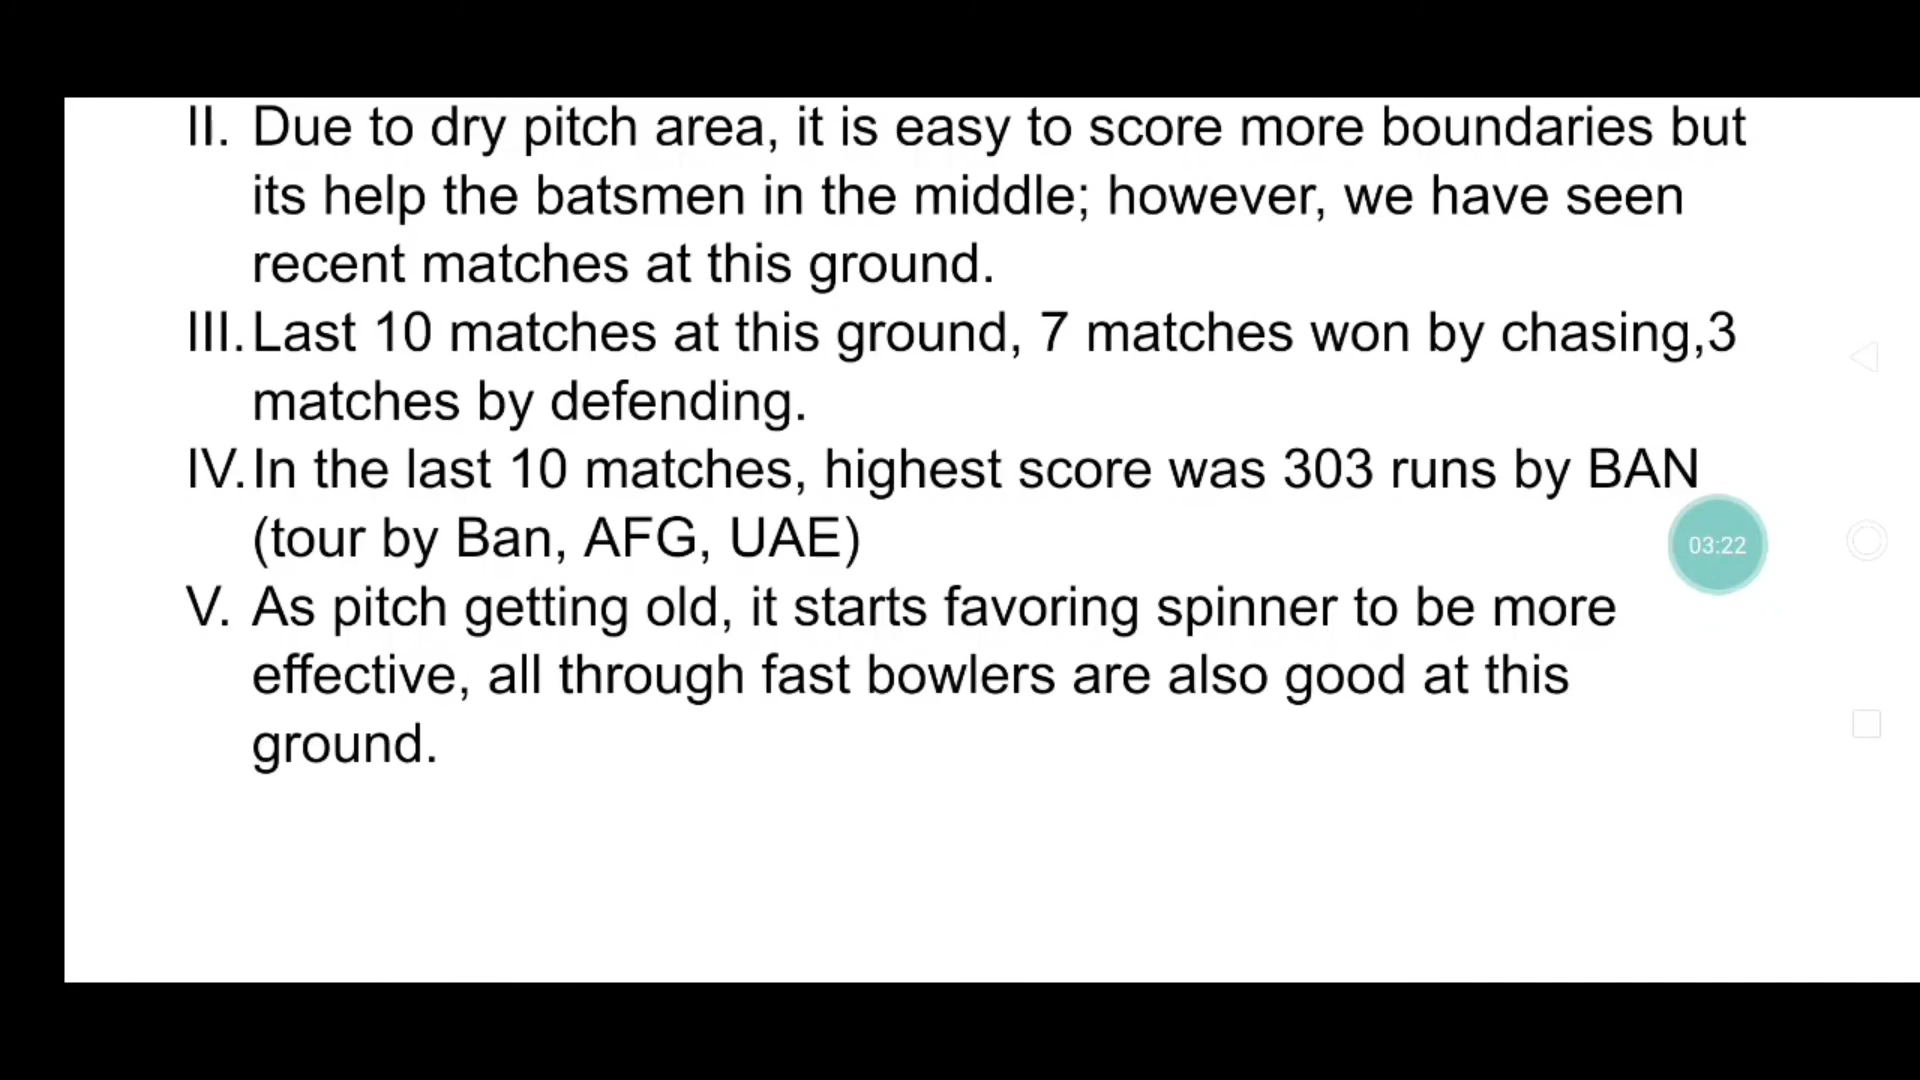 II. Due to dry pitch area, it is easy to score more boundaries but
its help the batsmen in the middle; however, we have seen
recent matches at this ground.
III. Last 10 matches at this ground, 7 matches won by chasing,3
matches by defending.
IV. In the last 10 matches, highest score was 303 runs by BAN
(tour by Ban, AFG, UAE)
03:22
V. As pitch getting old, it starts favoring spinner to be more
effective, all through fast bowlers are also good at this
ground.